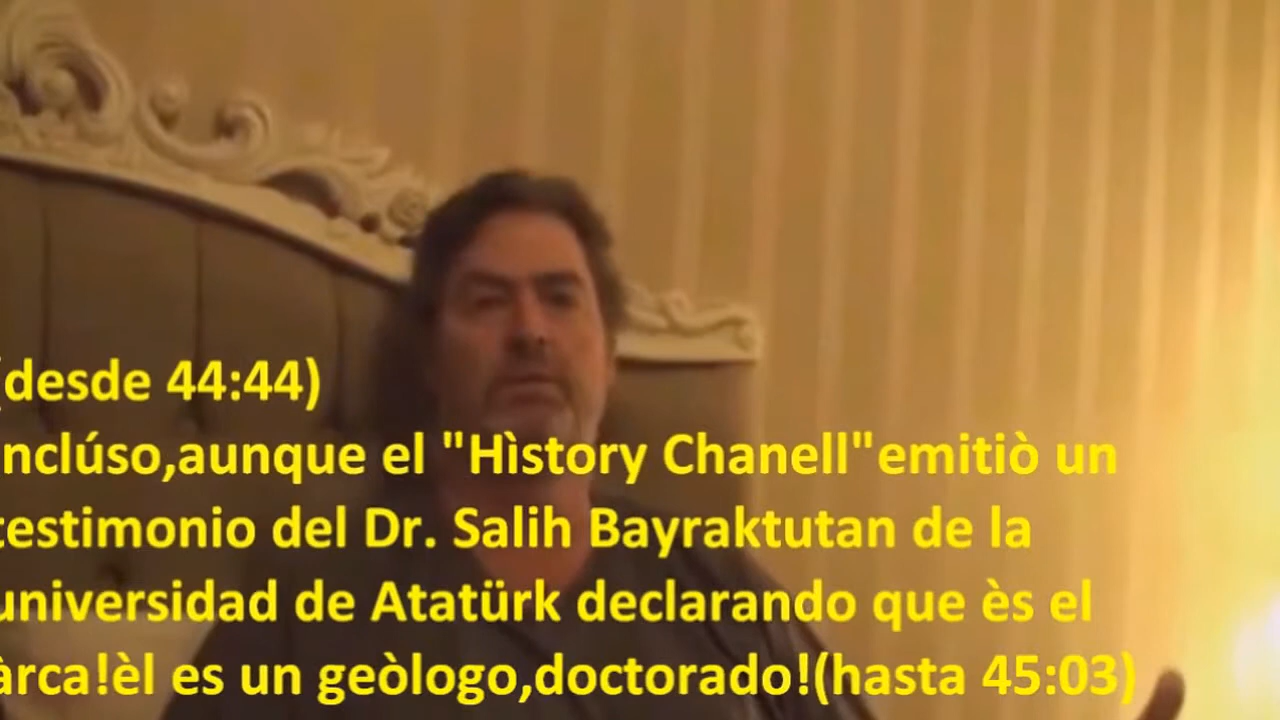 (desde 44:44)
nclúso,aunque el "Hìstory Chanell"emitiò un
testimonio del Dr. Salih Bayraktutan de la
universidad de Atatürk declarando que ès el
àrca!èl es un geòlogo,doctorado!(hasta 45:03)